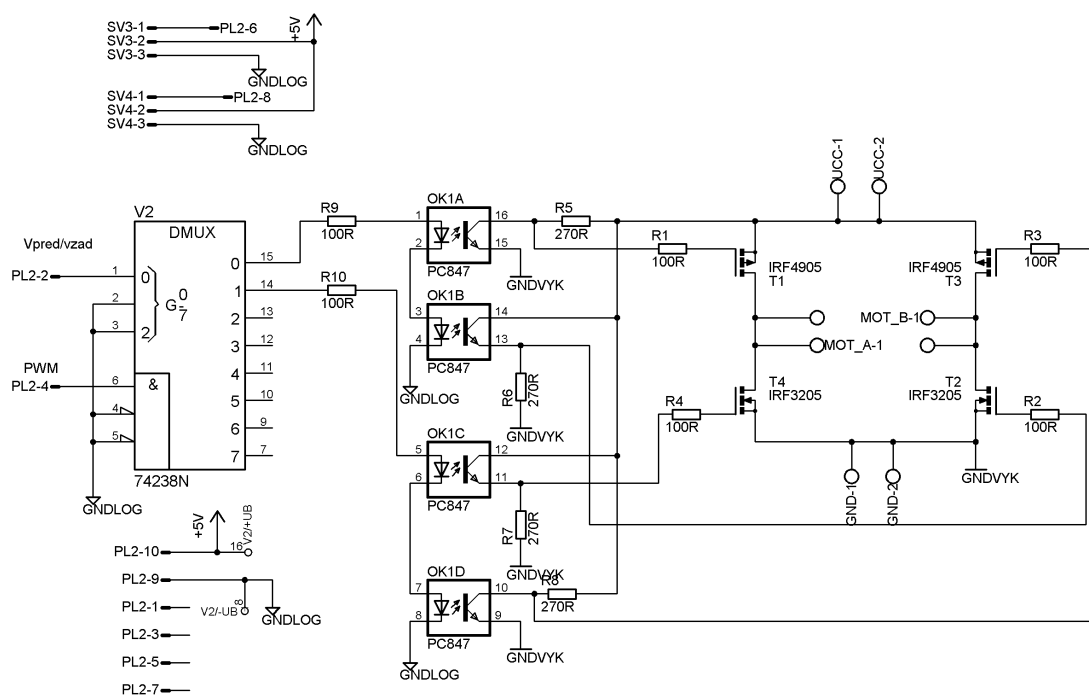 SV3-1
PL2-6
SV3-2
SV3-3
+5V
GNDLOG
SV4-1
PL2-8
SV4-2
SV4-3
GNDLOG
UCC-1
UCC-2
V2
DMUX
Vpred/vzad
PL2-2
1
0
2
3
2
G
0
7
PWM
PL2-4
6
&
4
5
0
15
1
14
2
13
3
12
4
11
5
10
6
9
7
7
74238N
GNDLOG
R9
100R
R10
100R
OK1A
1
16
2
15
PC847
GNDVYK
OK1B
3
14
4
13
PC847
GNDLOG
OK1C
5
12
6
11
PC847
OK1D
7
10
8
9
PC847
GNDLOG
GNDVYK
R5
270R
R1
100R
R6
270R
GNDVYK
R7
270R
GNDVYK
R8
270R
R4
100R
IRF4905
T1
IRF4905
T3
R3
100R
MOT_B-1
MOT_A-1
T4
IRF3205
T2
IRF3205
R2
100R
GND-1
GND-2
GNDVYK
+5V
PL2-10
16
V2/+UB
PL2-9
8
V2/-UB
GNDLOG
PL2-1
PL2-3
PL2-5
PL2-7